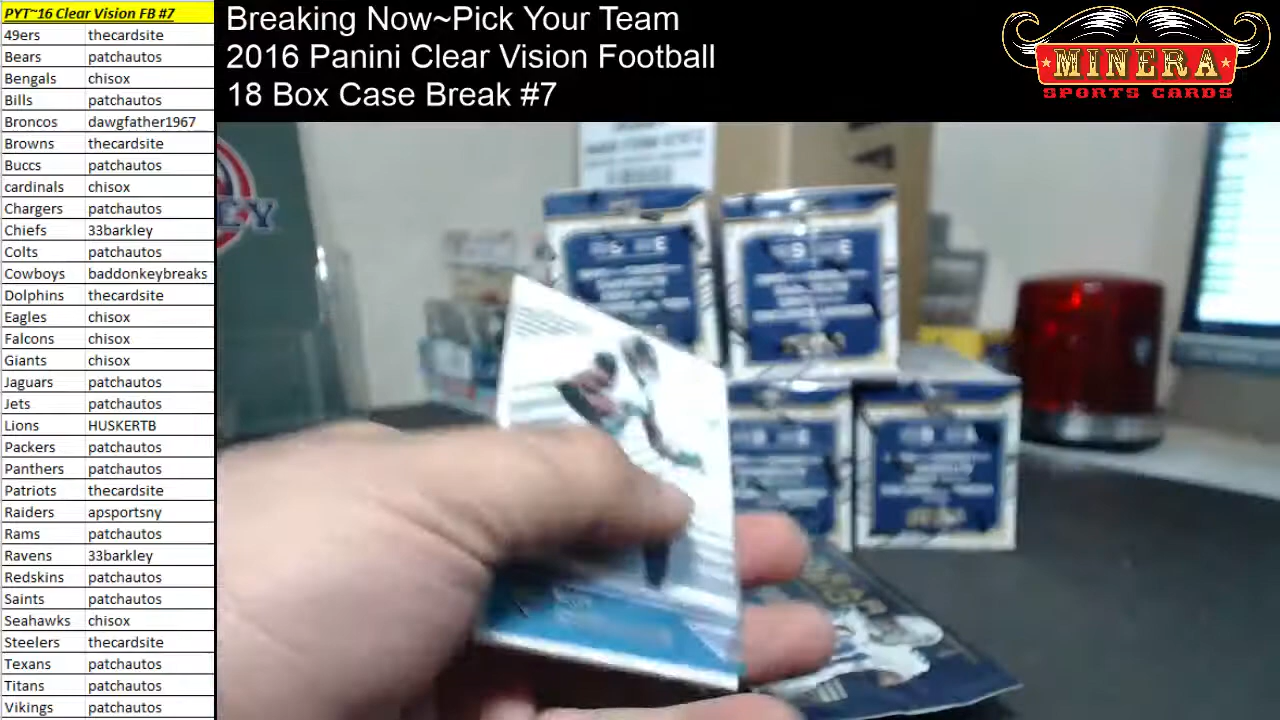 PYT~16 Clear Vision FB #7
49ers thecardsite
Bears patchautos
Bengals chisox
Bills patchautos
Broncos dawgfather1967
Browns thecardsite
Buccs patchautos
cardinals chisox
Chargers patchautos
Chiefs 33barkley
Colts patchautos
Cowboys baddonkeybreaks
Dolphins thecardsite
Eagles chisox
Falcons chisox
Giants chisox
Jaguars patchautos
Jets patchautos
Lions HUSKERTB
Packers patchautos
Panthers patchautos
Patriots thecardsite
Raiders apsportsny
Rams patchautos
Ravens 33barkley
Redskins patchautos
Saints patchautos
Seahawks chisox
Steelers thecardsite
Texans patchautos
Titans patchautos
Vikings patchautos
Breaking Now~Pick Your Team
2016 Panini Clear Vision Football
18 Box Case Break #7
MINERA
SPORTS CARDS